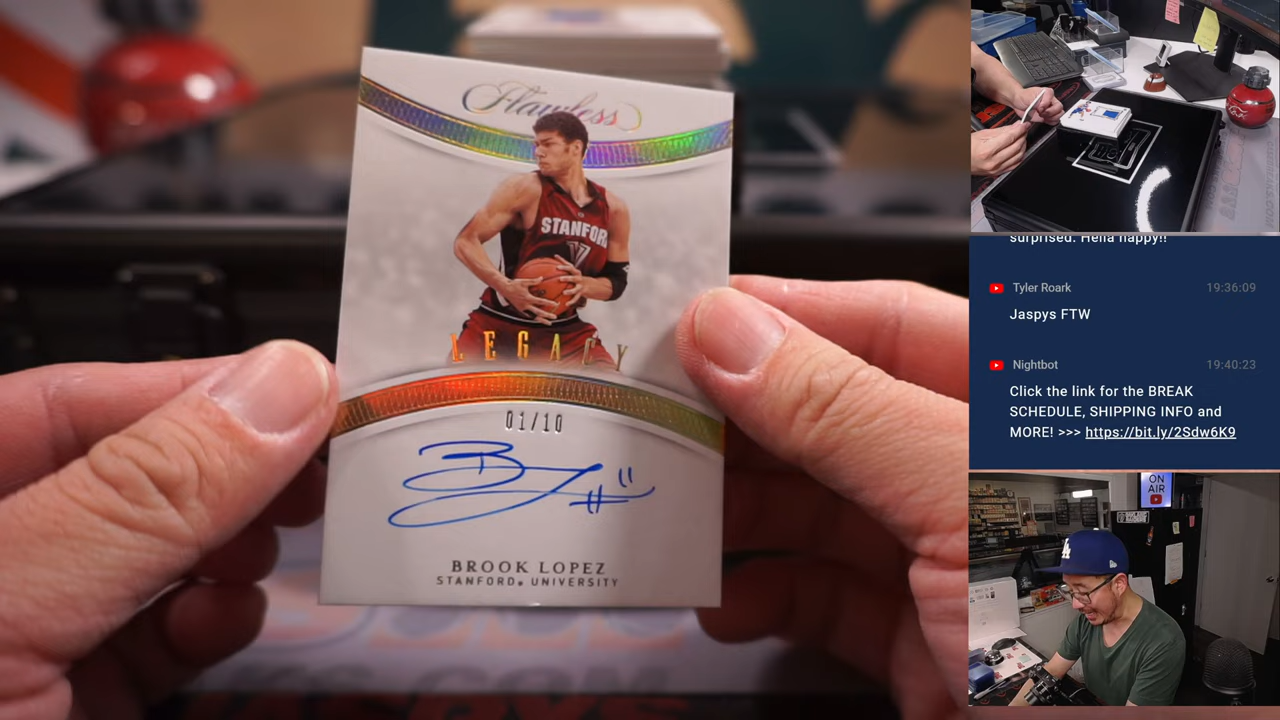 Flawless
STANFORD
LEGACY
01/10
BROOK LOPEZ
STANFORD® UNIVERSITY
surprised. Hella happy!!
Tyler Roark 19:36:09
Jaspys FTW
Nightbot 19:40:23
Click the link for the BREAK
SCHEDULE, SHIPPING INFO and
MORE! >>> https://bit.ly/2Sdw6K9
ON
AIR
LA